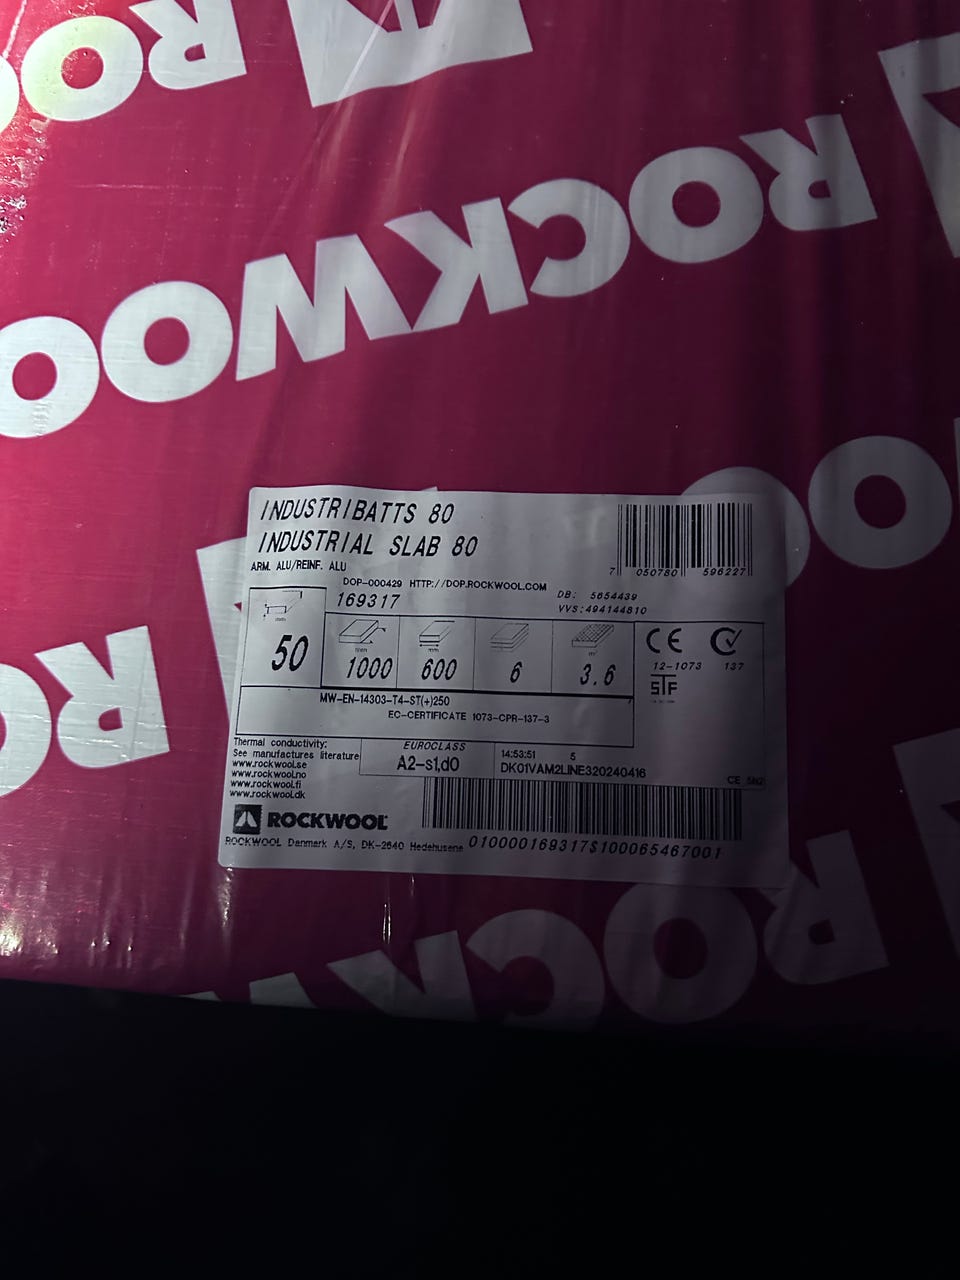 ROCKWOOL
ROCKWOOL
INDUSTRIBATTS 80
INDUSTRIAL SLAB 80
ARM. ALU/REINF. ALU
7 050780 596227
DOP-000429 HTTP://DOP.ROCKWOOL.COM
169317
DB: 5654439
VVS:494144810
50
1000
600
6
3.6
mm
m²
CE
12-1073
137
STF
MW-EN-14303-T4-ST(+)250
EC-CERTIFICATE 1073-CPR-137-3
Thermal conductivity:
See manufactures literature
www.rockwool.se
www.rockwool.no
www.rockwool.fi
www.rockwool.dk
EUROCLASS
A2-s1,d0
14:53:51 5
DK01VAM2LINE320240416
ROCKWOOL
ROCKWOOL Danmark A/S, DK-2640 Hedehusene
010000169317$100065467001
ROCKW